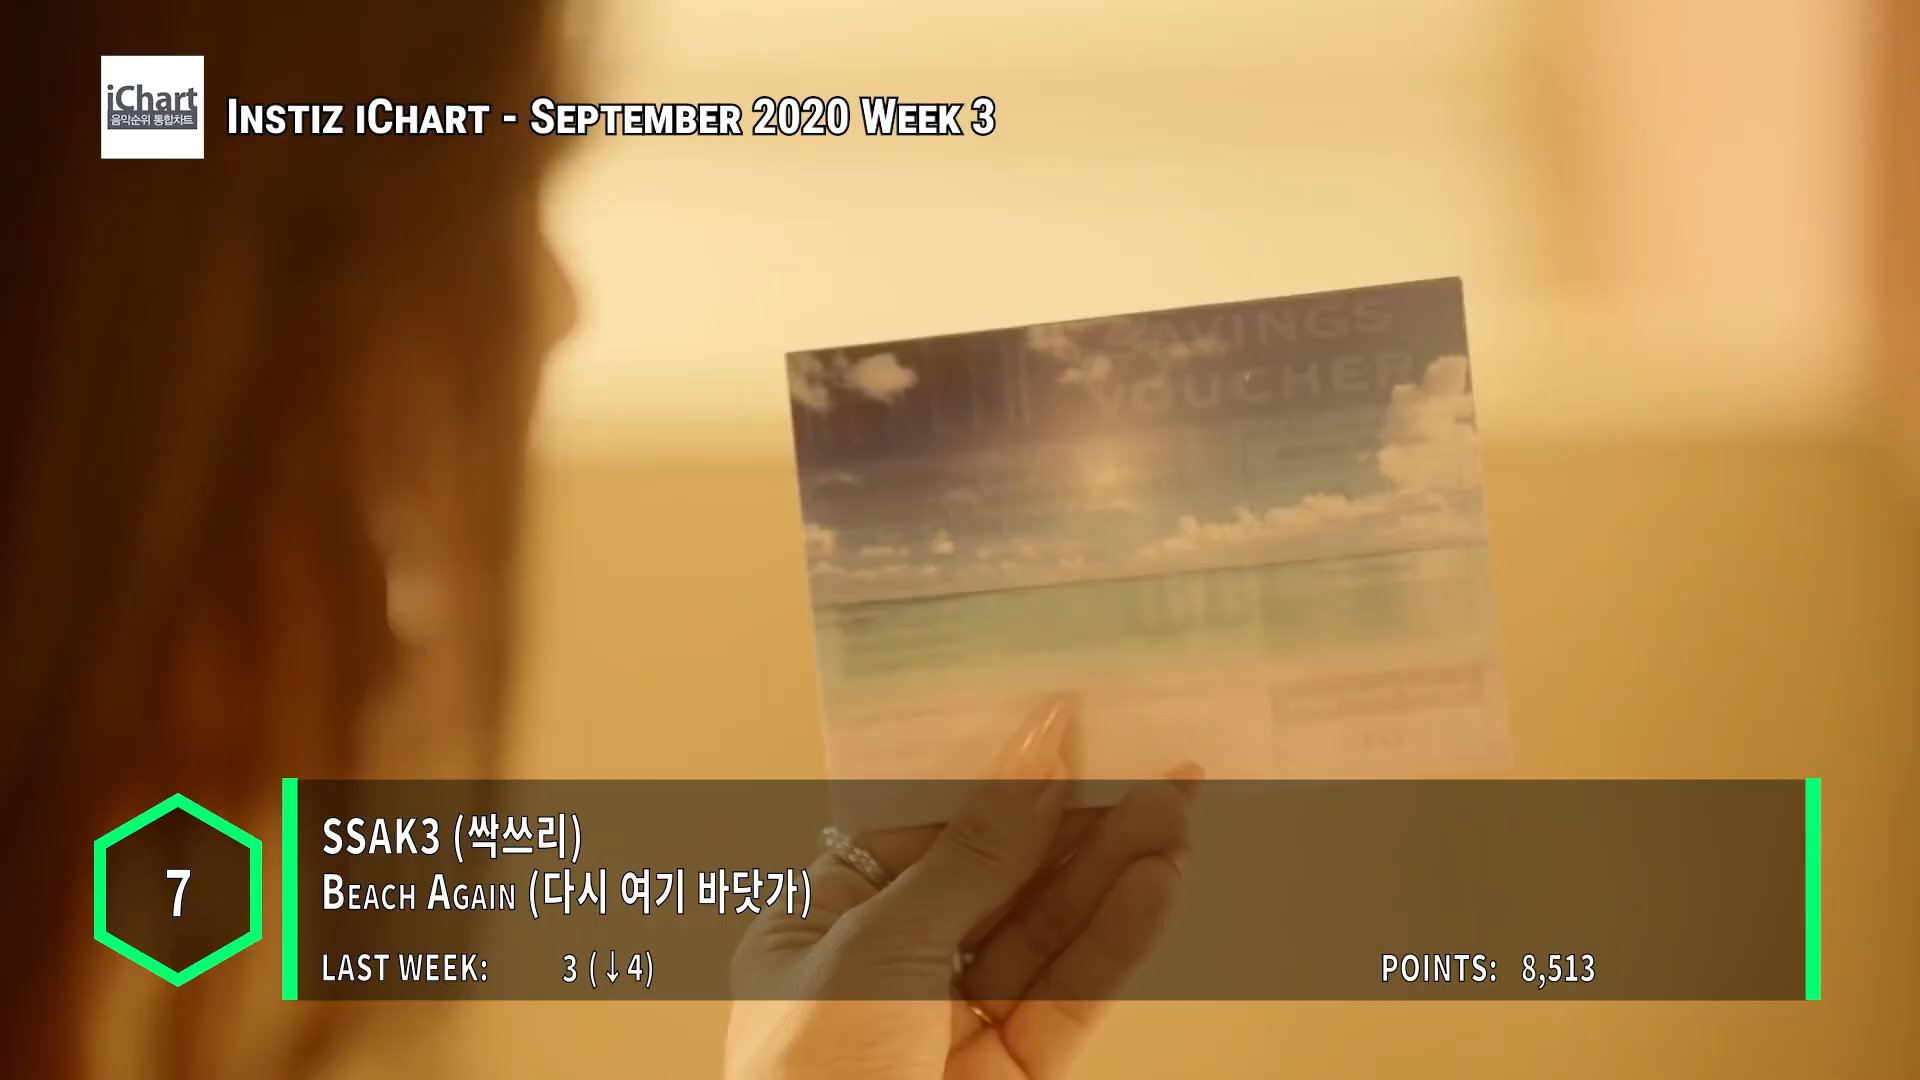 iChart
음악순위 통합차트
INSTIZ ICHART - SEPTEMBER 2020 WEEK 3
SAVINGS
VOUCHER
7
SSAK3 (싹쓰리)
BEACH AGAIN (다시 여기 바닷가)
LAST WEEK: 3 (↓4)
POINTS: 8,513